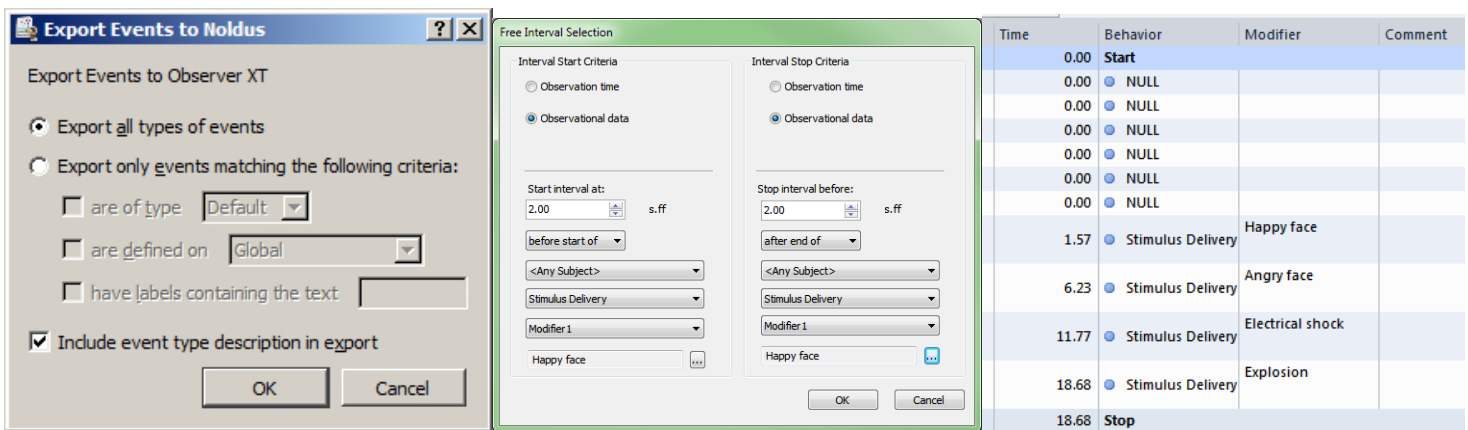 Export Events to Noldus
Export Events to Observer XT
Export all types of events
Export only events matching the following criteria:
are of type Default
are defined on Global
have labels containing the text
Include event type description in export
OK Cancel
Free Interval Selection
Interval Start Criteria
Observation time
Observational data
Start interval at:
2.00 s.ff
before start of
<Any Subject>
Stimulus Delivery
Modifier1
Happy face ...
Interval Stop Criteria
Observation time
Observational data
Stop interval before:
2.00 s.ff
after end of
<Any Subject>
Stimulus Delivery
Modifier1
Happy face ...
OK Cancel
Time Behavior Modifier Comment
0.00 Start
0.00 NULL
0.00 NULL
0.00 NULL
0.00 NULL
0.00 NULL
0.00 NULL
1.57 Stimulus Delivery Happy face
6.23 Stimulus Delivery Angry face
11.77 Stimulus Delivery Electrical shock
18.68 Stimulus Delivery Explosion
18.68 Stop